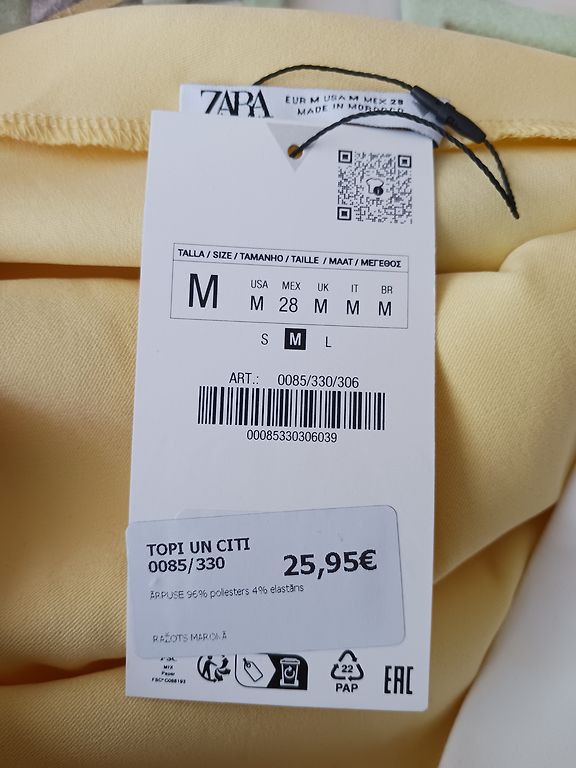 ZARA
EUR M USA M MEX 28
MADE IN MOROCCO
TALLA / SIZE / TAMANHO / TAILLE / MAAT / ΜΕΓΕΘΟΣ
M
USA MEX UK IT BR
M 28 M M M
S M L
ART.: 0085/330/306
00085330306039
TOPI UN CITI
0085/330
25,95€
ĀRPUSE 96% poliesters 4% elastāns
RAŽOTS MAROKĀ
MIX
Paper
22
PAP
EAC